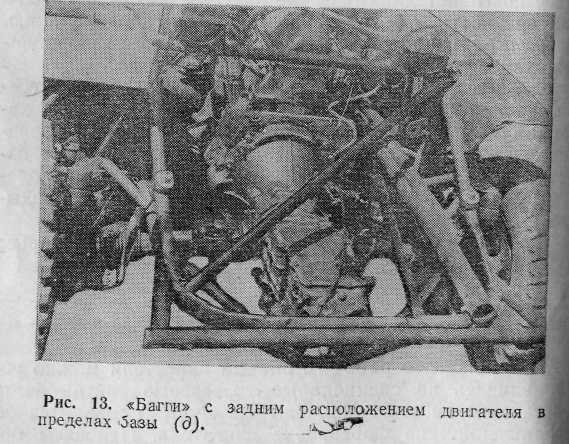 Рис. 13. «Багги» с задним расположением двигателя в
пределах базы (д).